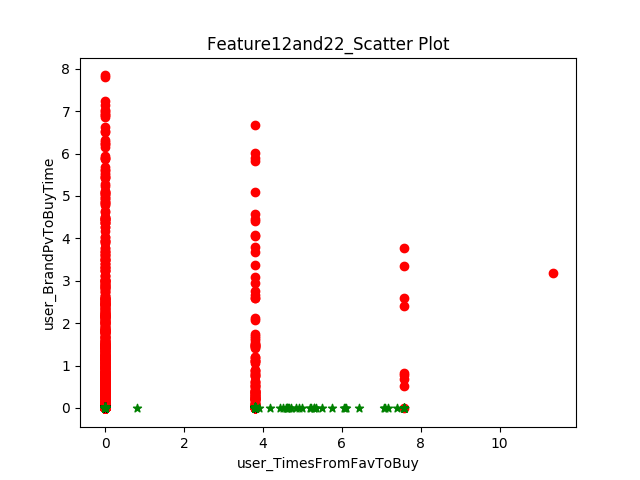 Feature12and22_Scatter Plot
8
7
6
5
4
3
2
1
0
user_BrandPvToBuyTime
0 2 4 6 8 10
user_TimesFromFavToBuy